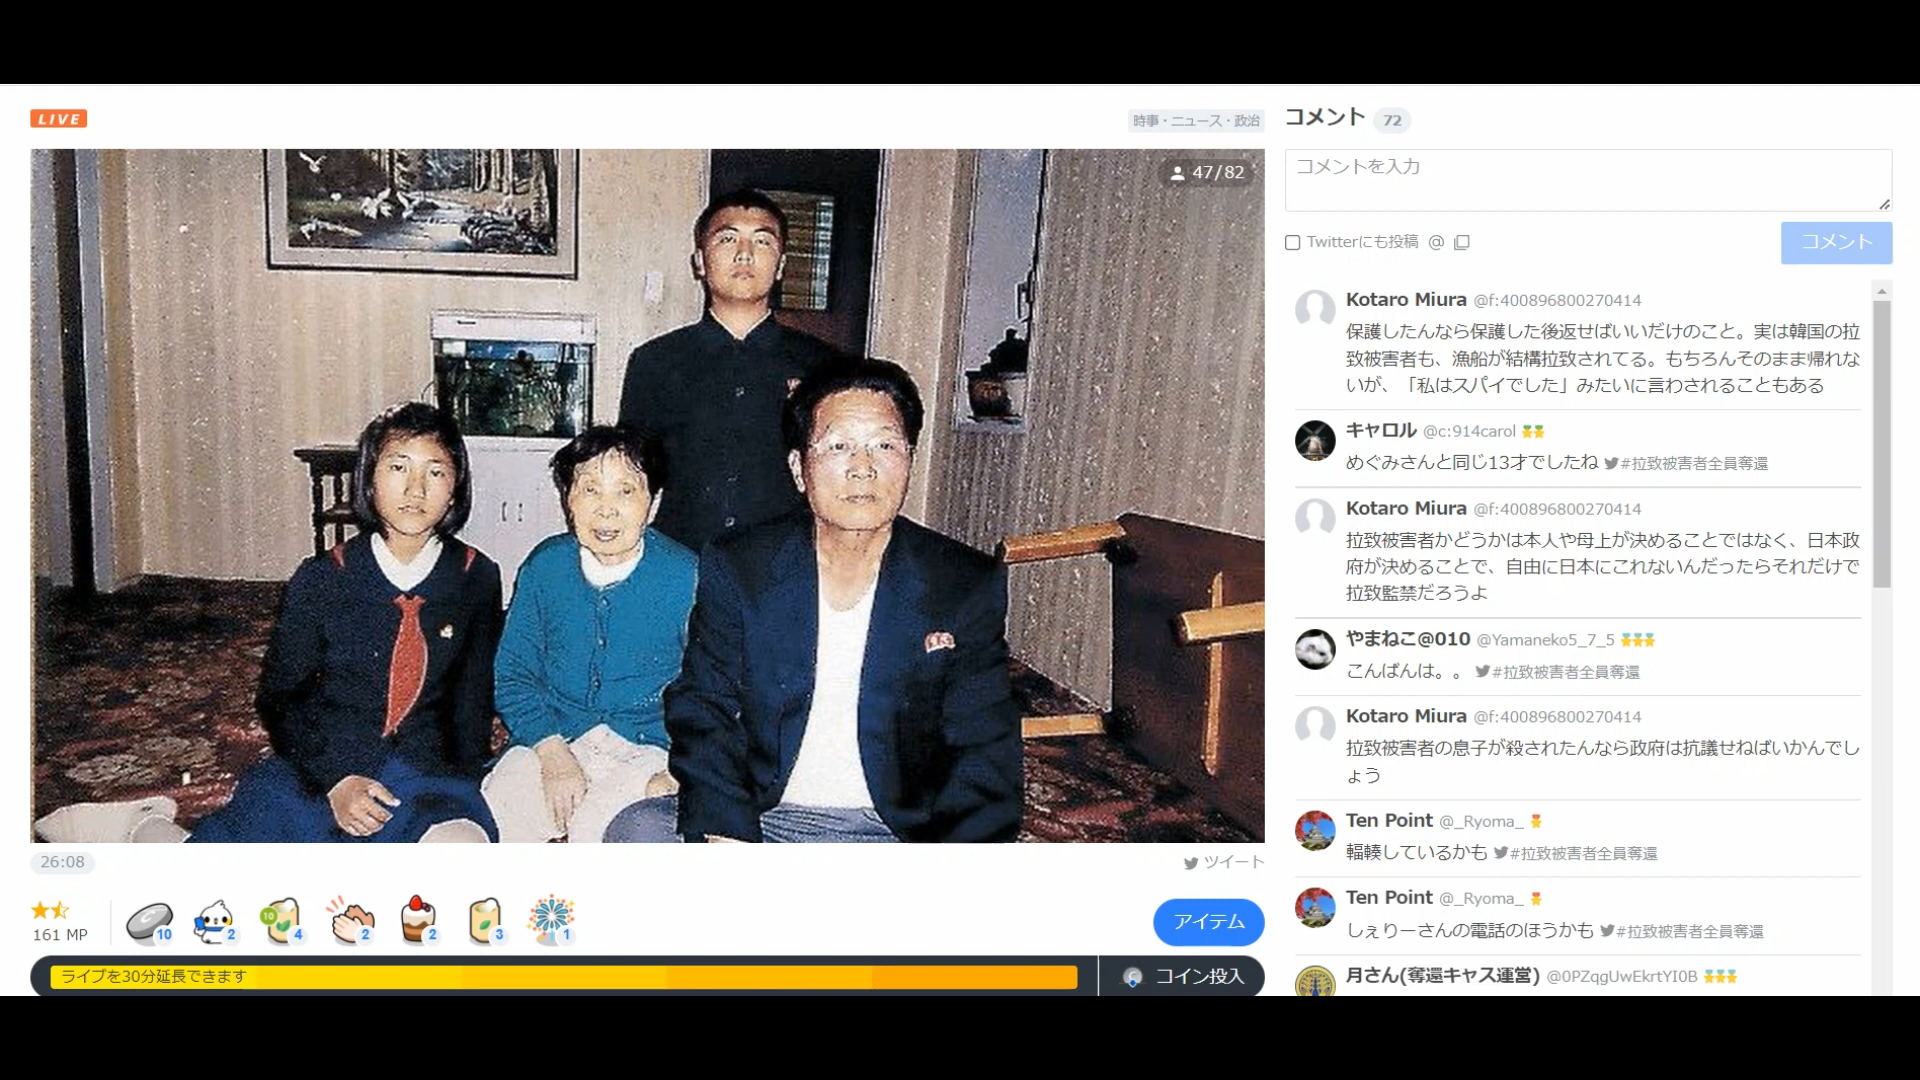 LIVE
時事・ニュース・政治
47/82
26:08
ツイート
161 MP
10
2
10
4
2
2
3
1
アイテム
ライブを30分延長できます
コイン投入
コメント 72
コメントを入力
Twitterにも投稿 @
コメント
Kotaro Miura @f:400896800270414
保護したんなら保護した後返せばいいだけのこと。実は韓国の拉
致被害者も、漁船が結構拉致されてる。もちろんそのまま帰れな
いが、「私はスパイでした」みたいに言わされることもある
キャロル @c:914carol
めぐみさんと同じ13才でしたね #拉致被害者全員奪還
Kotaro Miura @f:400896800270414
拉致被害者かどうかは本人や母上が決めることではなく、日本政
府が決めることで、自由に日本にこれないんだったらそれだけで
拉致監禁だろうよ
やまねこ@010 @Yamaneko5_7_5
こんばんは。。 #拉致被害者全員奪還
Kotaro Miura @f:400896800270414
拉致被害者の息子が殺されたんなら政府は抗議せねばいかんでし
ょう
Ten Point @_Ryoma_
輻輳しているかも #拉致被害者全員奪還
Ten Point @_Ryoma_
しぇりーさんの電話のほうかも #拉致被害者全員奪還
月さん(奪還キャス運営) @0PZqgUwEkrtYI0B